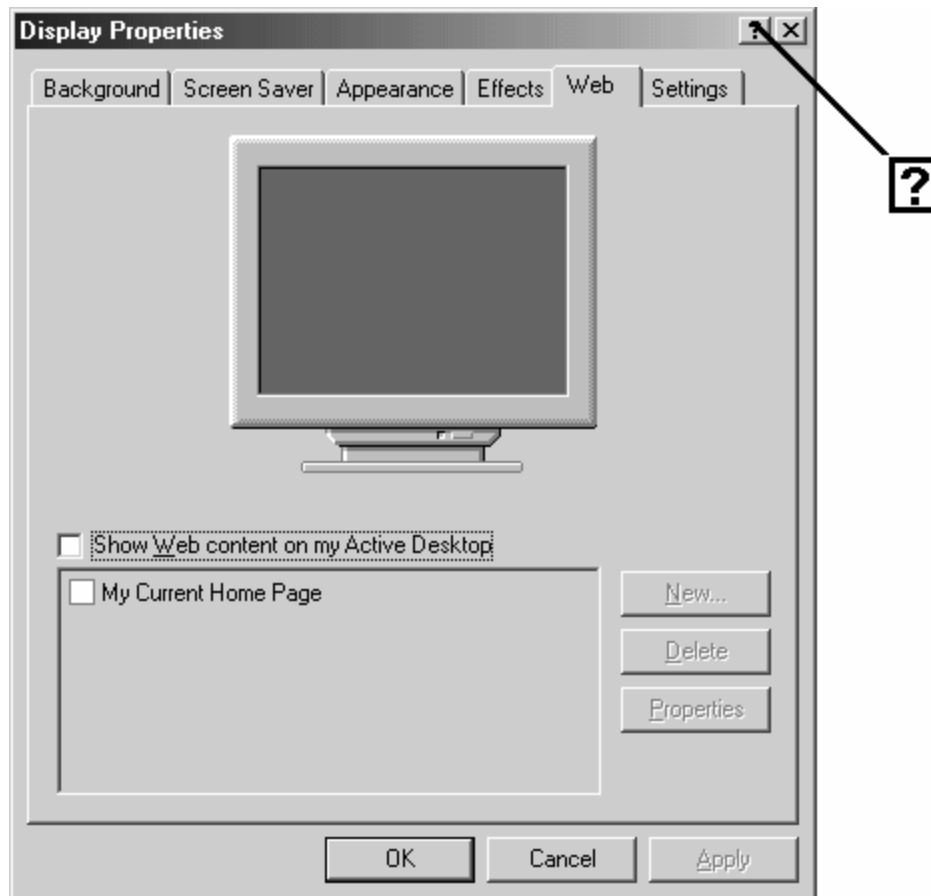 Display Properties ? ×
Background Screen Saver Appearance Effects Web Settings
?
Show Web content on my Active Desktop
My Current Home Page
New...
Delete
Properties
OK Cancel Apply